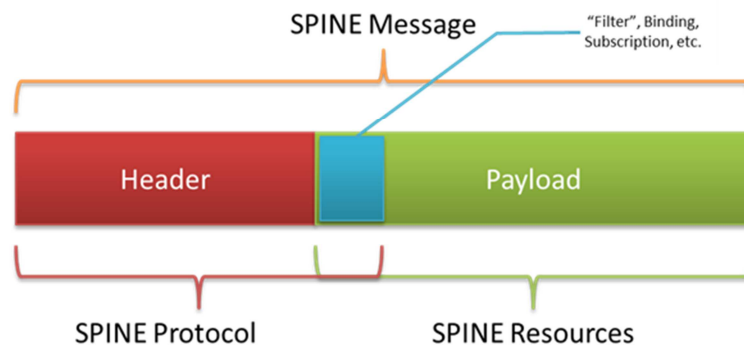 SPINE Message
“Filter”, Binding,
Subscription, etc.
Header
Payload
SPINE Protocol
SPINE Resources